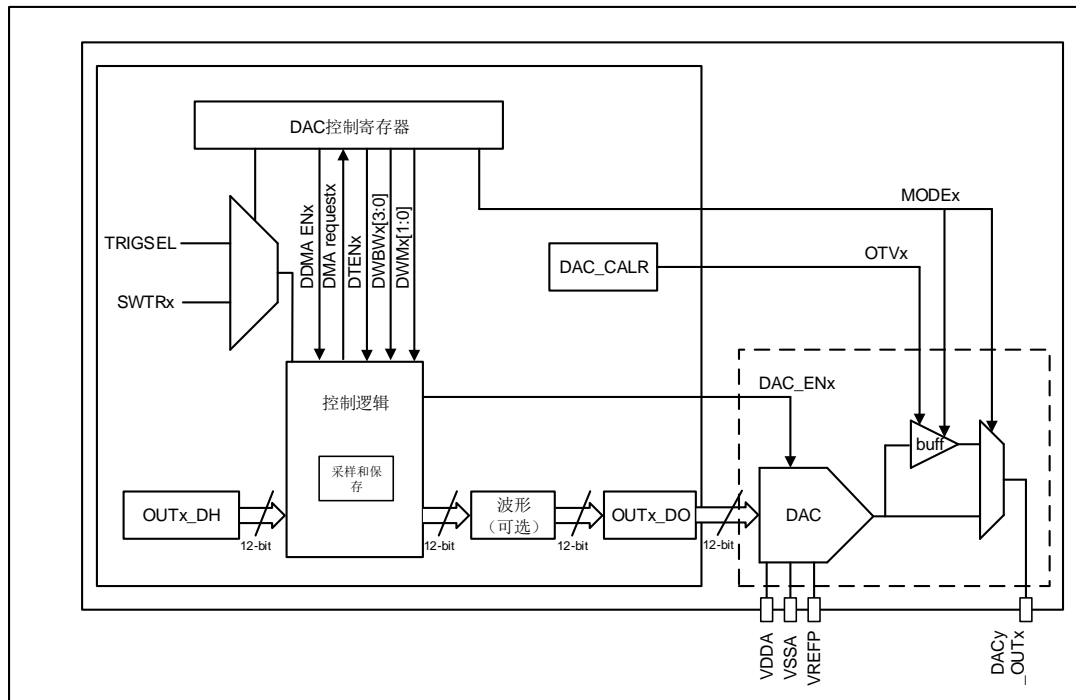 DAC控制寄存器
DDMA ENx
DMA requestx
DTENx
DWBWx[3:0]
DWMx[1:0]
TRIGSEL
SWTRx
MODEx
OTVx
DAC_CALR
DAC_ENx
控制逻辑
采样和保
存
buff
OUTx_DH
12-bit
12-bit
波形
（可选）
12-bit
OUTx_DO
12-bit
DAC
VDDA
VSSA
VREFP
DACy
_OUTx